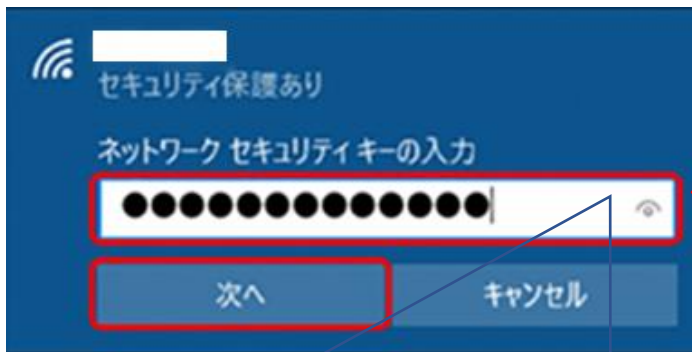 セキュリティ保護あり
ネットワーク セキュリティ キーの入力
●●●●●●●●●●●●●
次へ
キャンセル